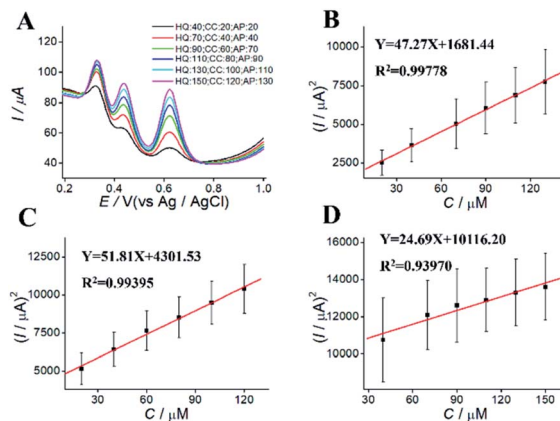 A
HQ:40;CC:20;AP:20
HQ:70;CC:40;AP:40
HQ:90;CC:60;AP:70
HQ:110;CC:80;AP:90
HQ:130;CC:100;AP:110
HQ:150;CC:120;AP:130
I / μA
120
100
80
60
40
0.2 0.4 0.6 0.8 1.0
E / V(vs Ag / AgCl)
B
Y=47.27X+1681.44
R²=0.99778
(I / μA)²
10000
7500
5000
2500
30 60 90 120
C / μM
C
Y=51.81X+4301.53
R²=0.99395
(I / μA)²
12500
10000
7500
5000
30 60 90 120
C / μM
D
Y=24.69X+10116.20
R²=0.93970
(I / μA)²
16000
14000
12000
10000
30 60 90 120 150
C / μM